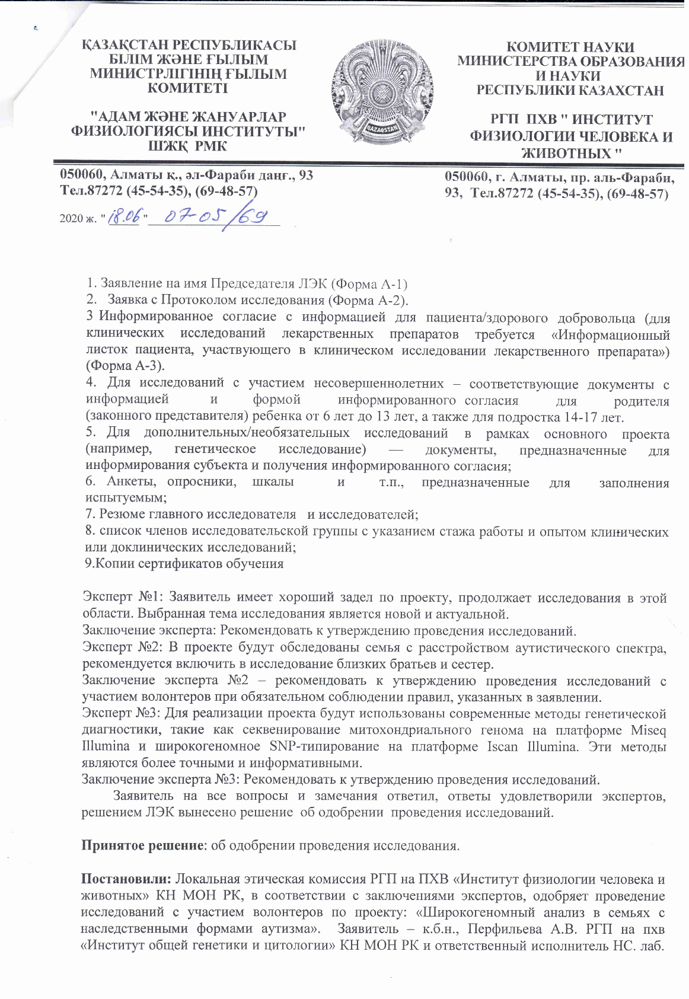 ҚАЗАҚСТАН РЕСПУБЛИКАСЫ
БІЛІМ ЖӘНЕ ҒЫЛЫМ
МИНИСТРЛІГІНІҢ ҒЫЛЫМ
КОМИТЕТІ
"АДАМ ЖӘНЕ ЖАНУАРЛАР
ФИЗИОЛОГИЯСЫ ИНСТИТУТЫ"
ШЖҚ РМК
QAZAQSTAN
КОМИТЕТ НАУКИ
МИНИСТЕРСТВА ОБРАЗОВАНИЯ
И НАУКИ
РЕСПУБЛИКИ КАЗАХСТАН
РГП ПХВ " ИНСТИТУТ
ФИЗИОЛОГИИ ЧЕЛОВЕКА И
ЖИВОТНЫХ "
050060, Алматы қ., әл-Фараби даңғ., 93
Тел.87272 (45-54-35), (69-48-57)
050060, г. Алматы, пр. аль-Фараби,
93, Тел.87272 (45-54-35), (69-48-57)
2020 ж. " 18.06 " 07-05/69
1. Заявление на имя Председателя ЛЭК (Форма А-1)
2. Заявка с Протоколом исследования (Форма А-2).
3 Информированное согласие с информацией для пациента/здорового добровольца (для
клинических исследований лекарственных препаратов требуется «Информационный
листок пациента, участвующего в клиническом исследовании лекарственного препарата»)
(Форма А-3).
4. Для исследований с участием несовершеннолетних – соответствующие документы с
информацией и формой информированного согласия для родителя
(законного представителя) ребенка от 6 лет до 13 лет, а также для подростка 14-17 лет.
5. Для дополнительных/необязательных исследований в рамках основного проекта
(например, генетическое исследование) — документы, предназначенные для
информирования субъекта и получения информированного согласия;
6. Анкеты, опросники, шкалы и т.п., предназначенные для заполнения
испытуемым;
7. Резюме главного исследователя и исследователей;
8. список членов исследовательской группы с указанием стажа работы и опытом клинических
или доклинических исследований;
9.Копии сертификатов обучения
Эксперт №1: Заявитель имеет хороший задел по проекту, продолжает исследования в этой
области. Выбранная тема исследования является новой и актуальной.
Заключение эксперта: Рекомендовать к утверждению проведения исследований.
Эксперт №2: В проекте будут обследованы семья с расстройством аутистического спектра,
рекомендуется включить в исследование близких братьев и сестер.
Заключение эксперта №2 – рекомендовать к утверждению проведения исследований с
участием волонтеров при обязательном соблюдении правил, указанных в заявлении.
Эксперт №3: Для реализации проекта будут использованы современные методы генетической
диагностики, такие как секвенирование митохондриального генома на платформе Miseq
Illumina и широкогеномное SNP-типирование на платформе Iscan Illumina. Эти методы
являются более точными и информативными.
Заключение эксперта №3: Рекомендовать к утверждению проведения исследований.
Заявитель на все вопросы и замечания ответил, ответы удовлетворили экспертов,
решением ЛЭК вынесено решение об одобрении проведения исследований.
Принятое решение: об одобрении проведения исследования.
Постановили: Локальная этическая комиссия РГП на ПХВ «Институт физиологии человека и
животных» КН МОН РК, в соответствии с заключениями экспертов, одобряет проведение
исследований с участием волонтеров по проекту: «Широкогеномный анализ в семьях с
наследственными формами аутизма». Заявитель – к.б.н., Перфильева А.В. РГП на пхв
«Институт общей генетики и цитологии» КН МОН РК и ответственный исполнитель НС. лаб.